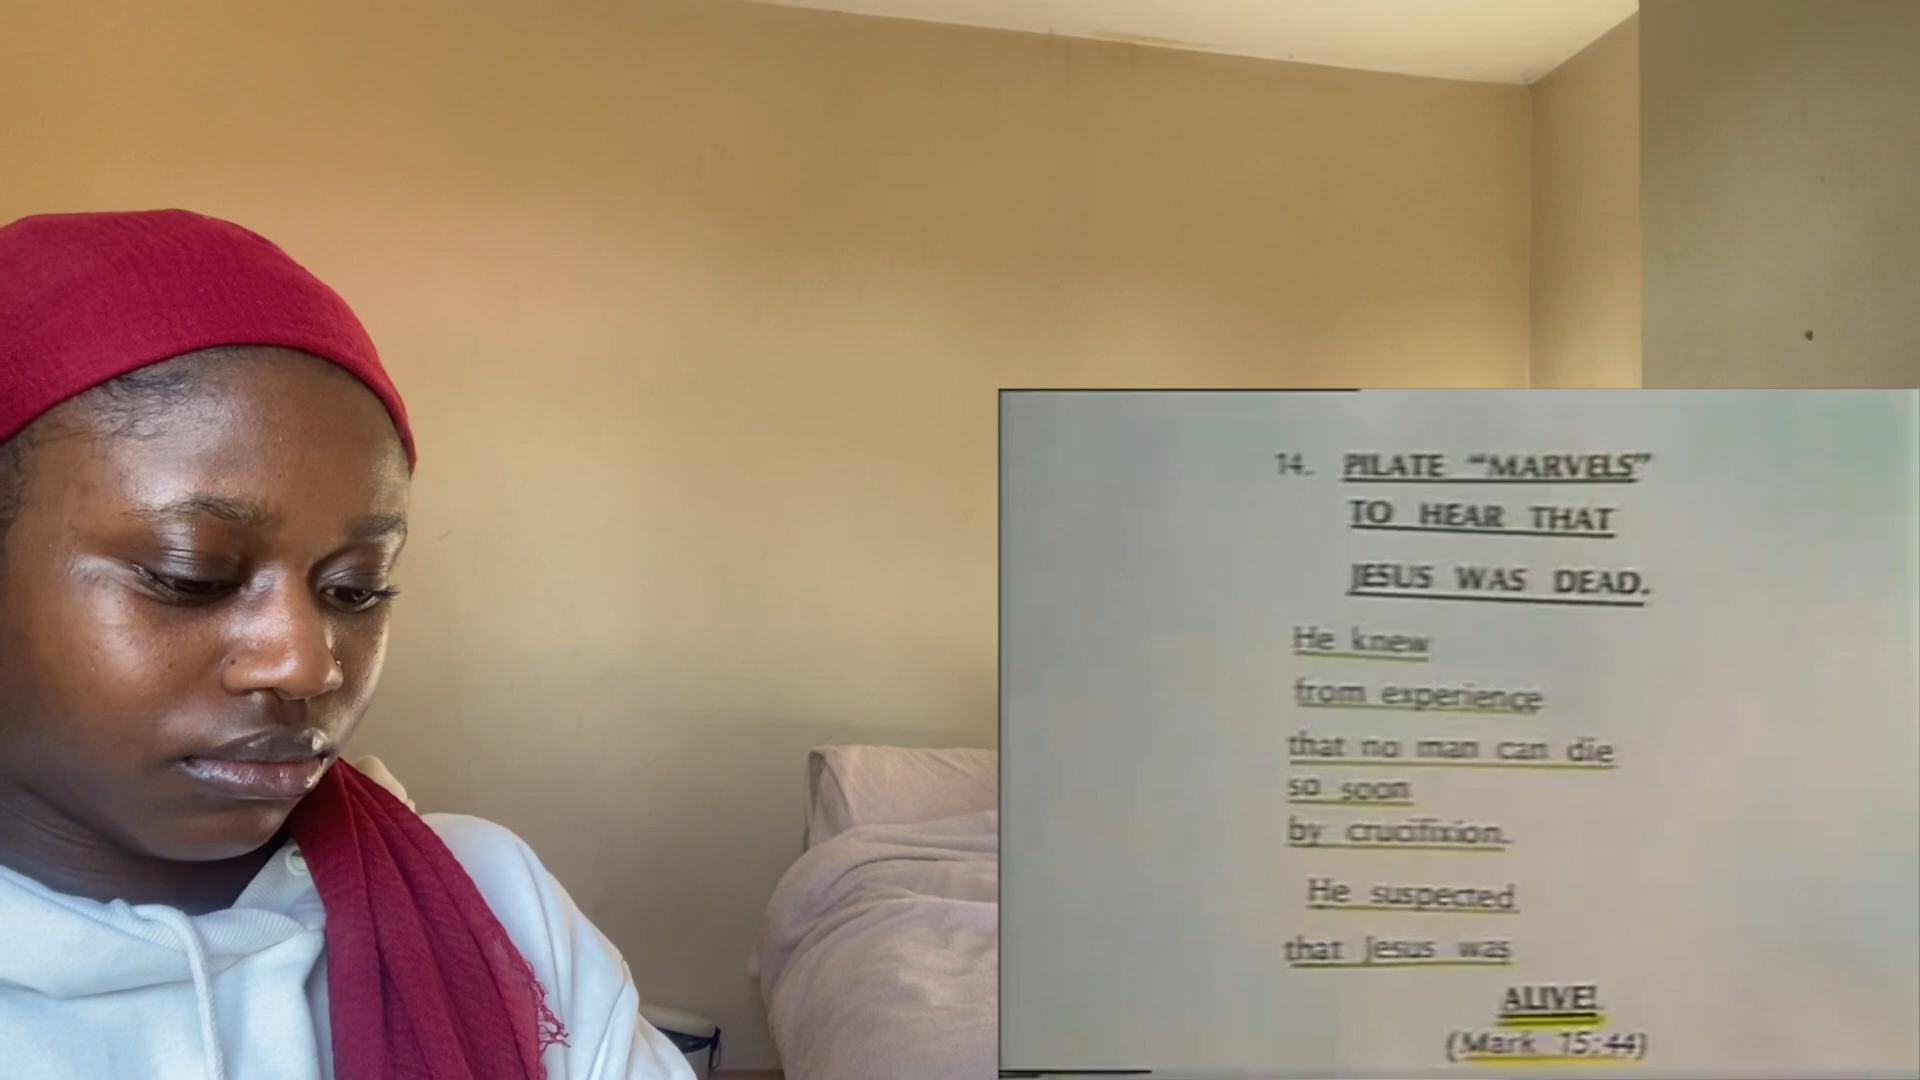 14. PILATE "MARVELS"
TO HEAR THAT
JESUS WAS DEAD.
He knew
from experience
that no man can die
so soon
by crucifixion.
He suspected
that Jesus was
ALIVE!
(Mark 15:44)